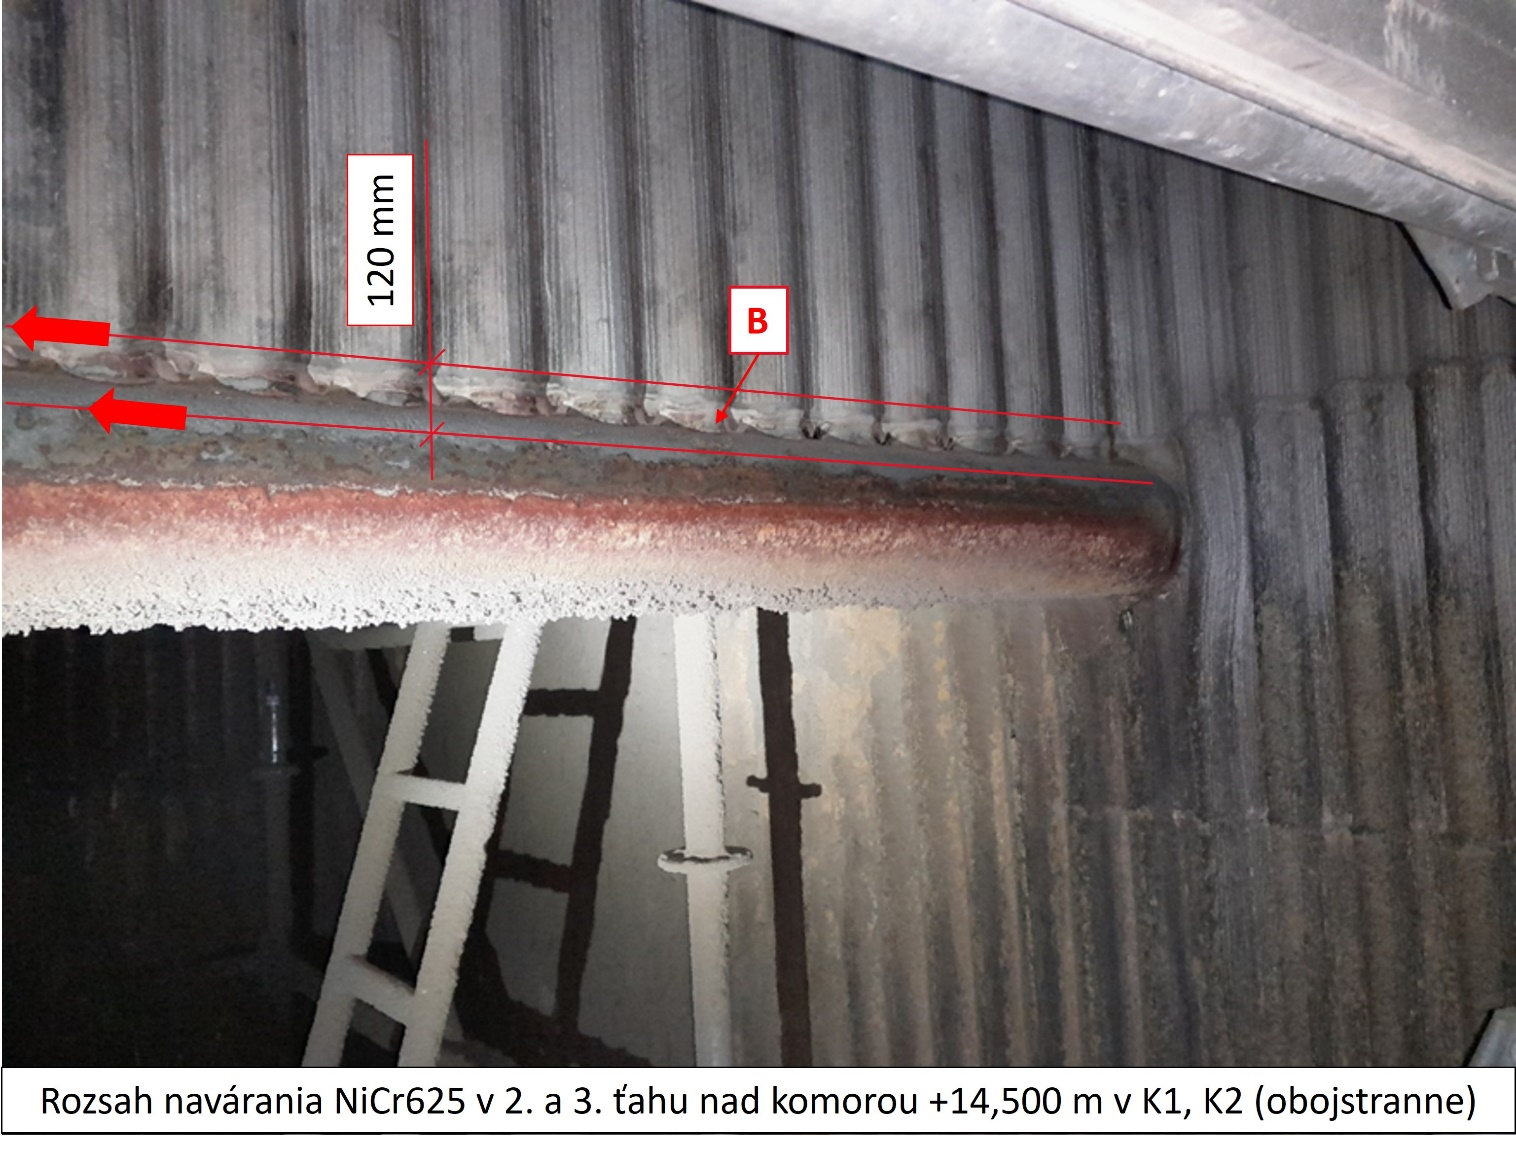 120 mm
B
Rozsah navárania NiCr625 v 2. a 3. ťahu nad komorou +14,500 m v K1, K2 (obojstranne)